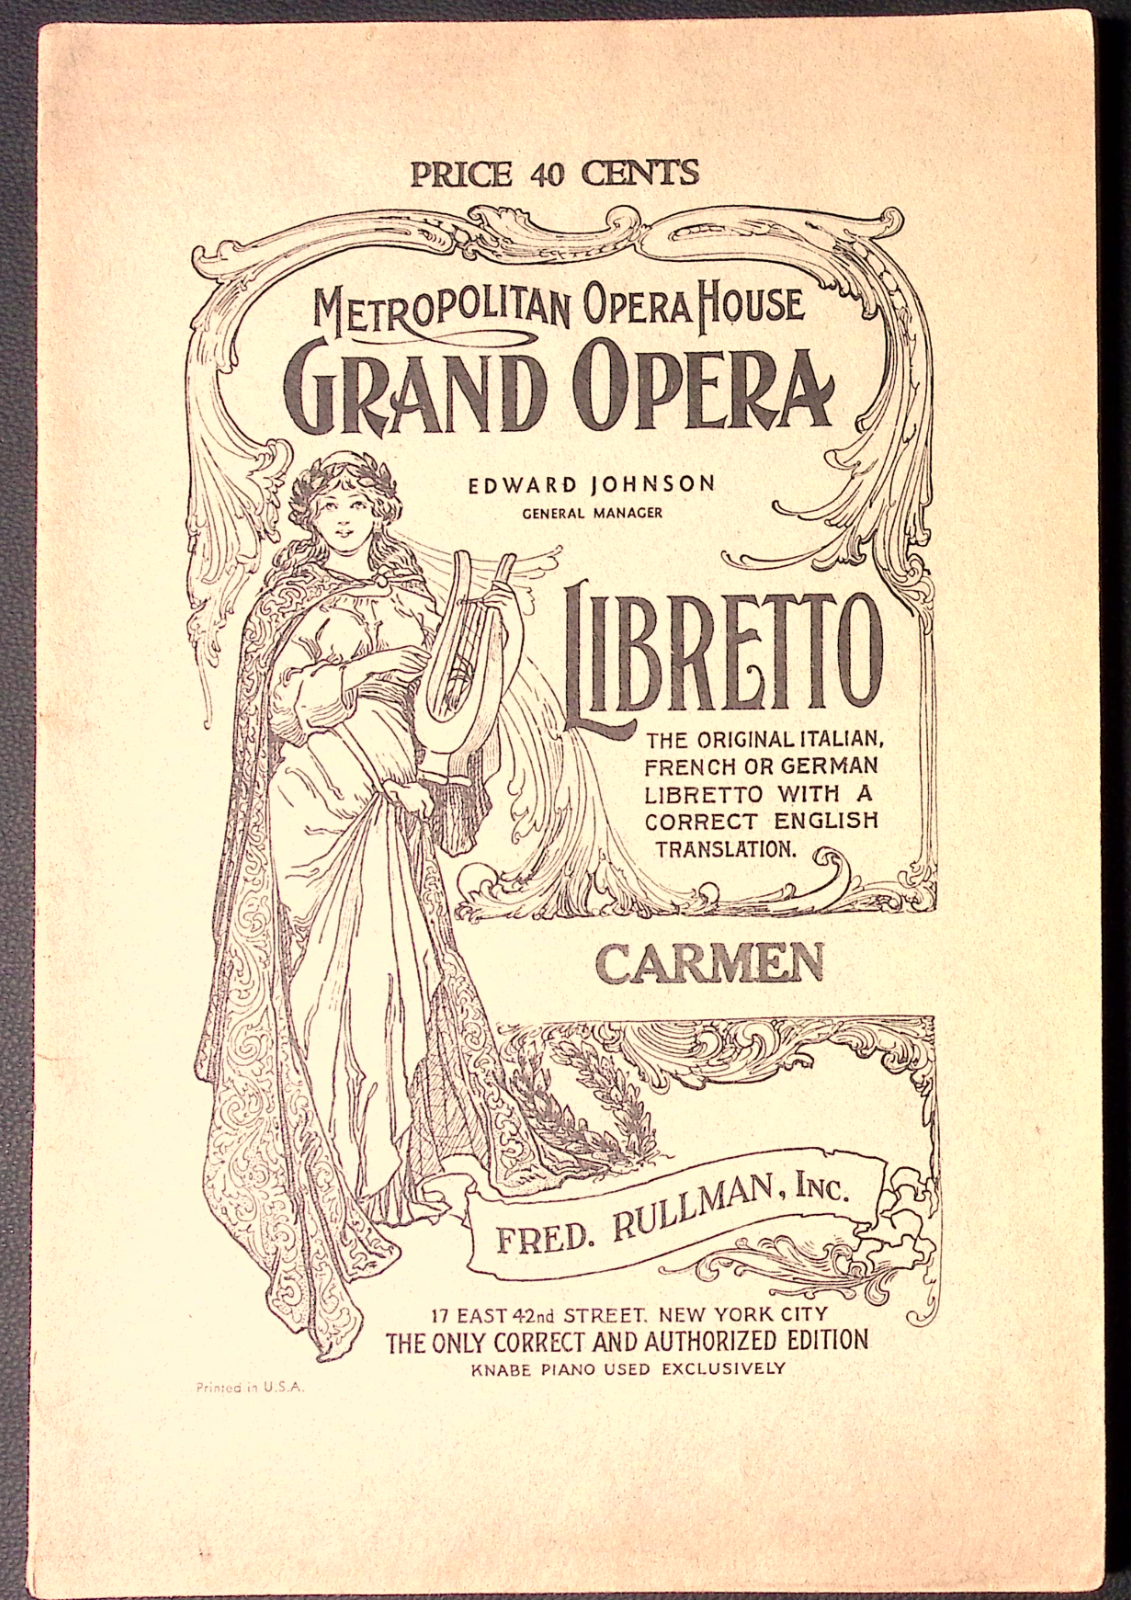 PRICE 40 CENTS
METROPOLITAN OPERA HOUSE
GRAND OPERA
EDWARD JOHNSON
GENERAL MANAGER
LIBRETTO
THE ORIGINAL ITALIAN,
FRENCH OR GERMAN
LIBRETTO WITH A
CORRECT ENGLISH
TRANSLATION.
CARMEN
FRED. RULLMAN, INC.
17 EAST 42nd STREET. NEW YORK CITY
THE ONLY CORRECT AND AUTHORIZED EDITION
KNABE PIANO USED EXCLUSIVELY
Printed in U.S.A.